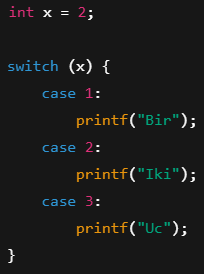 int x = 2;
switch (x) {
case 1:
printf("Bir");
case 2:
printf("Iki");
case 3:
printf("Uc");
}